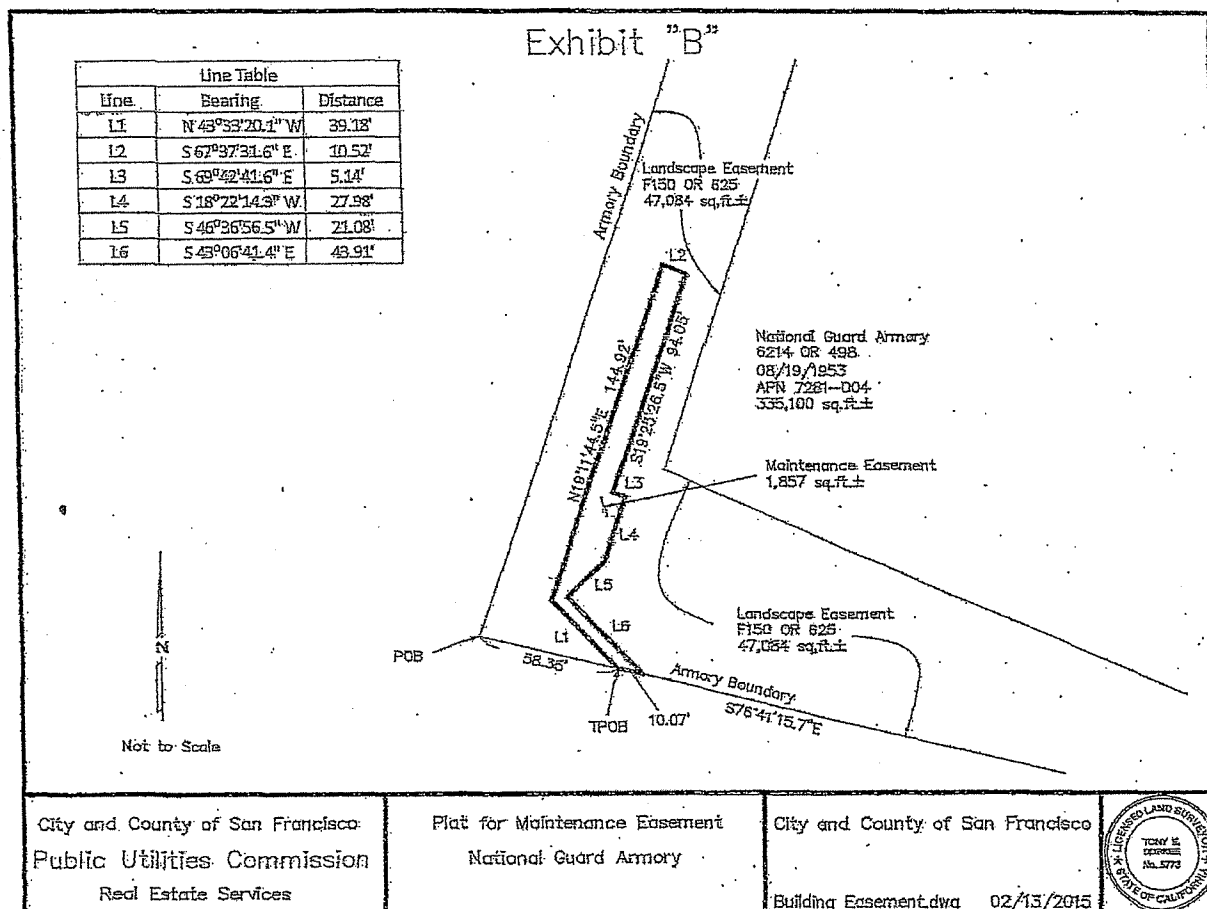 Exhibit "B"
Line Table
Line Bearing Distance
L1 N 43°33'20.1" W 39.18'
L2 S 67°37'31.6" E 10.52'
L3 S 69°42'41.6" E 5.14'
L4 S 18°22'14.3" W 27.98'
L5 S 46°36'56.5" W 21.08'
L6 S 43°06'41.4" E 43.91'
Armory Boundary
Landscape Easement
F150 OR 625
47,084 sq.ft.±
L2
144.92'
N19°11'44.5"E
S19°25'26.5"W 94.05'
National Guard Armory
6214 OR 498
08/19/1953
APN 7281-004
335,100 sq.ft.±
Maintenance Easement
1,857 sq.ft.±
L3
L4
L5
L1
L6
Landscape Easement
F150 OR 625
47,084 sq.ft.±
POB
58.36'
TPOB
10.07'
Armory Boundary
S76°41'15.7"E
N
Not to Scale
City and County of San Francisco
Public Utilities Commission
Real Estate Services
Plat for Maintenance Easement
National Guard Armory
City and County of San Francisco
Building Easement.dwg 02/13/2015
LICENSED LAND SURVEYOR
TONY E.
No. 5773
STATE OF CALIFORNIA